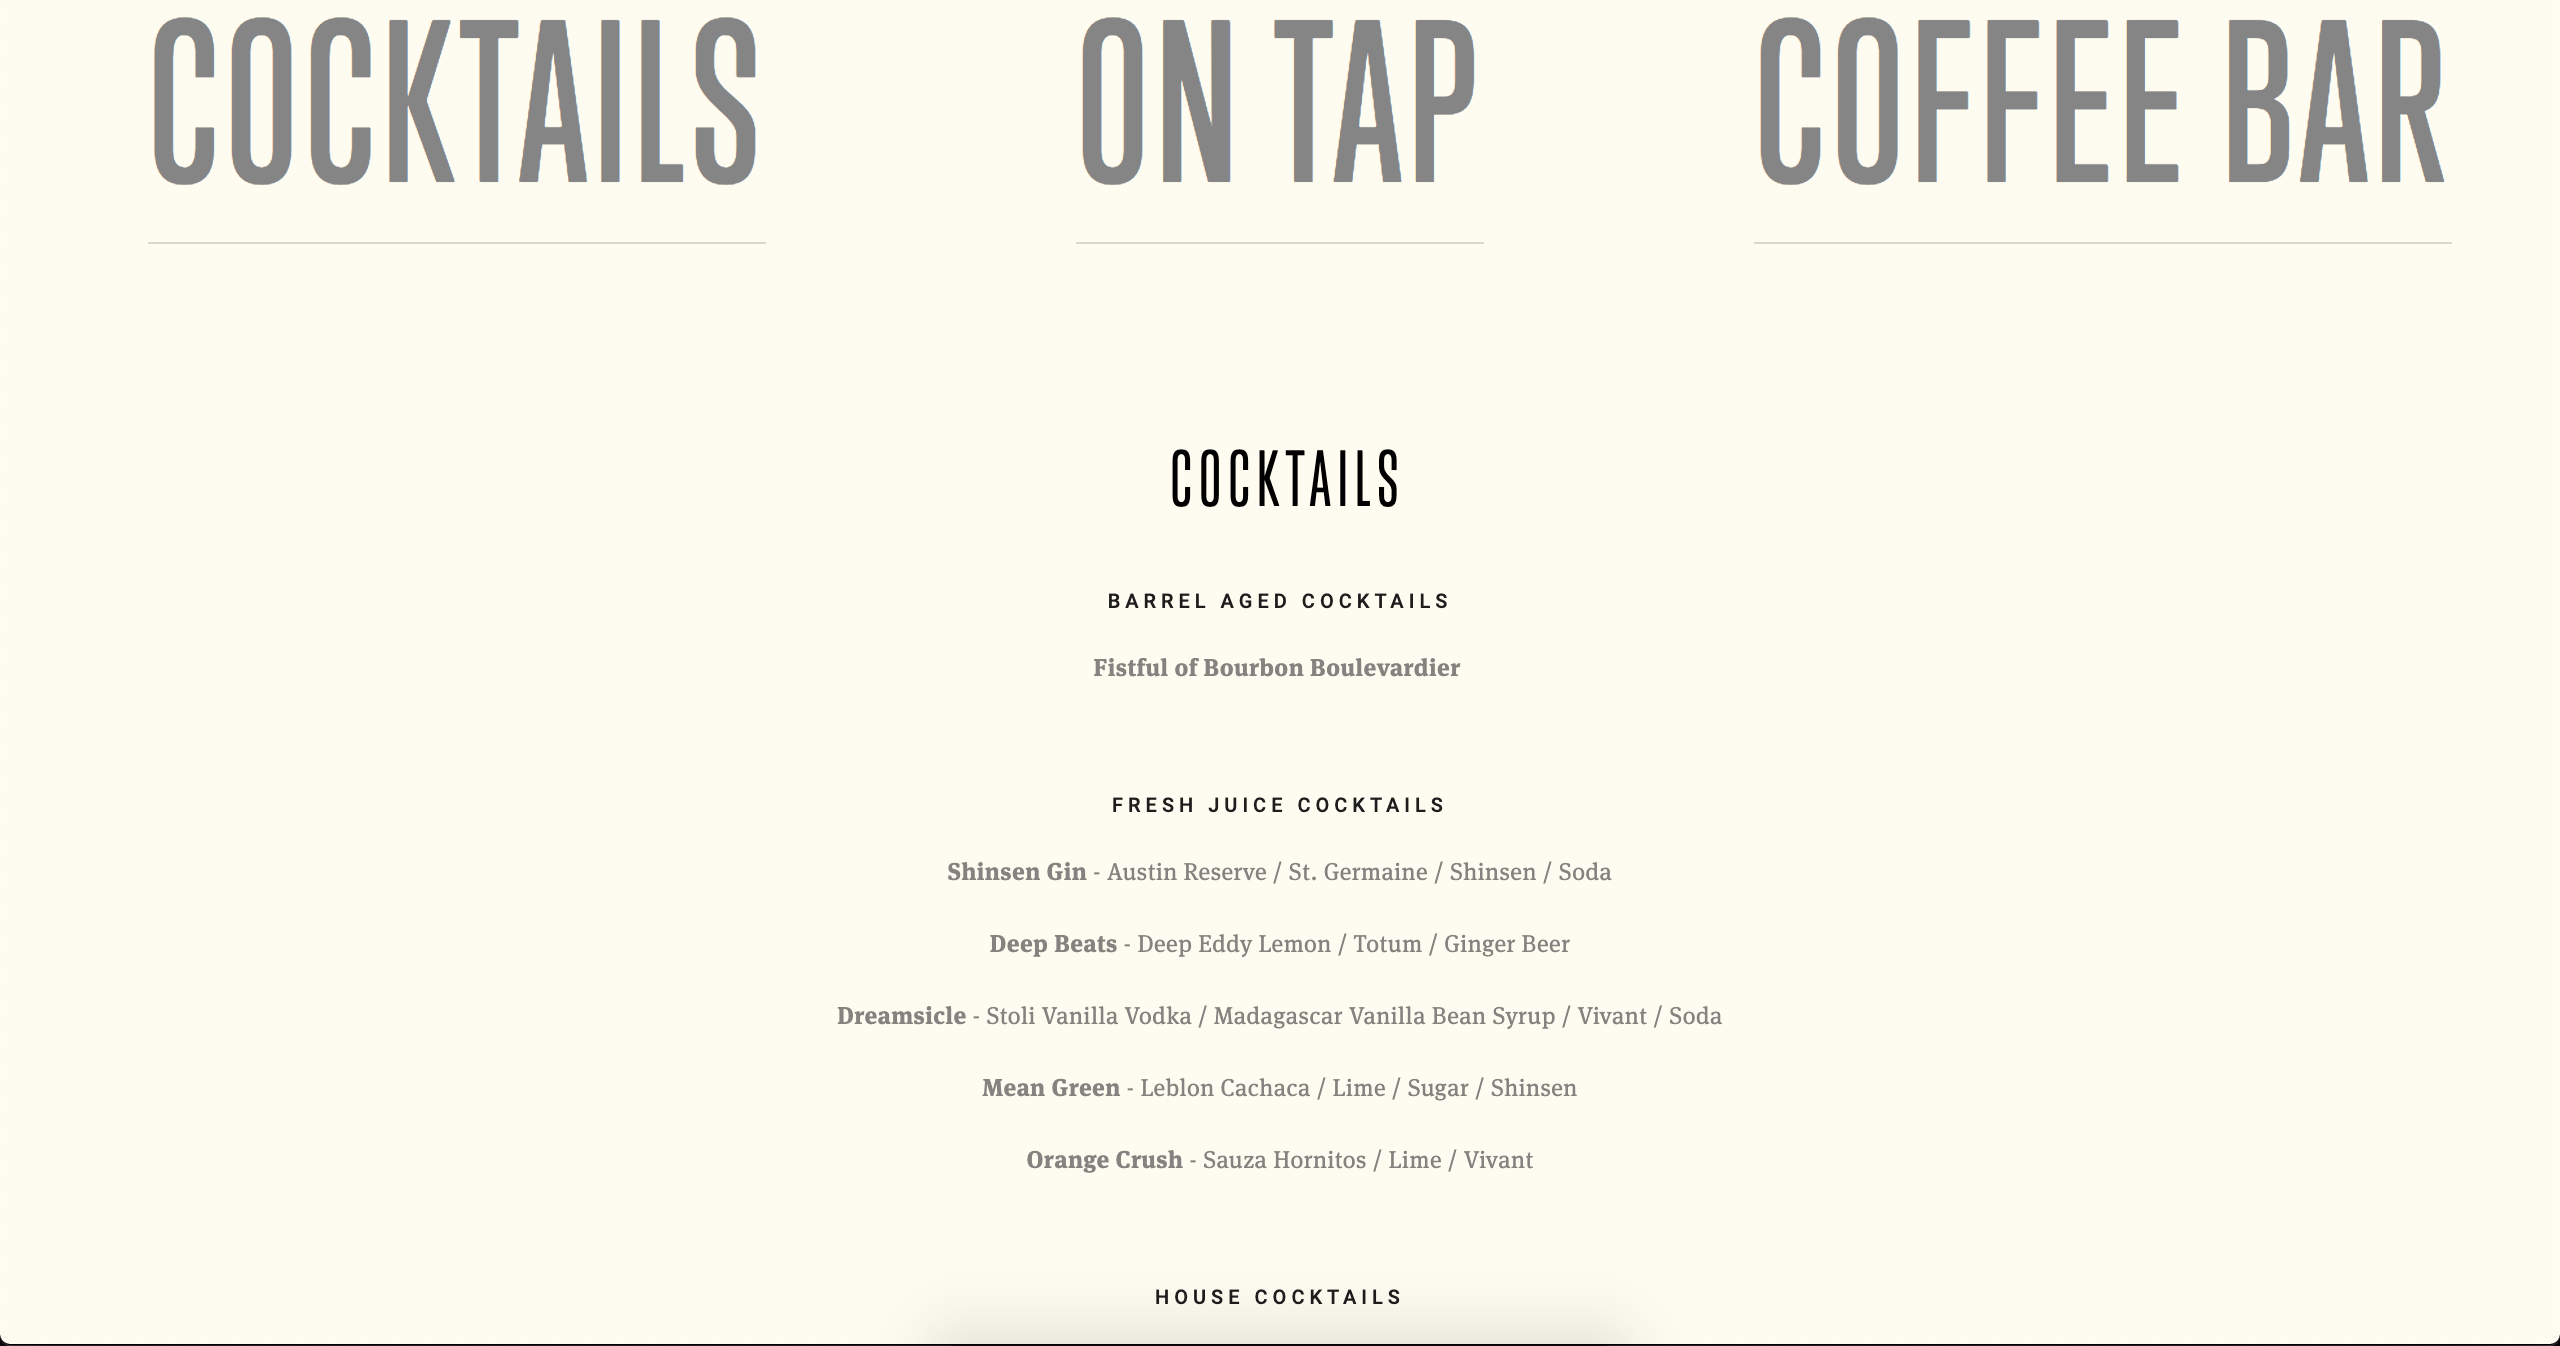 COCKTAILS
ON TAP
COFFEE BAR
COCKTAILS
BARREL AGED COCKTAILS
Fistful of Bourbon Boulevardier
FRESH JUICE COCKTAILS
Shinsen Gin - Austin Reserve / St. Germaine / Shinsen / Soda
Deep Beats - Deep Eddy Lemon / Totum / Ginger Beer
Dreamsicle - Stoli Vanilla Vodka / Madagascar Vanilla Bean Syrup / Vivant / Soda
Mean Green - Leblon Cachaca / Lime / Sugar / Shinsen
Orange Crush - Sauza Hornitos / Lime / Vivant
HOUSE COCKTAILS